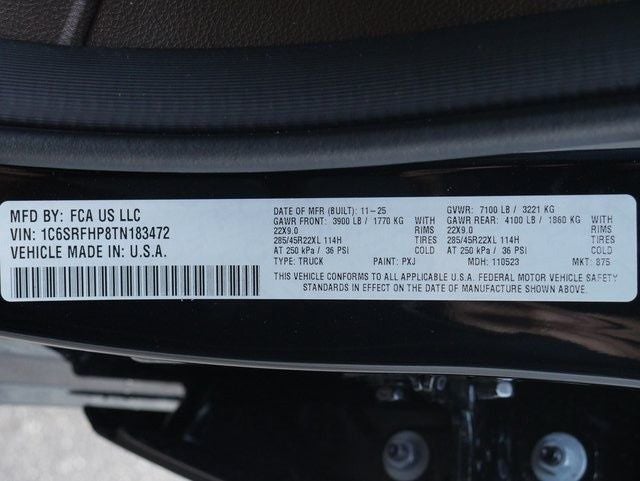 MFD BY: FCA US LLC
VIN: 1C6SRFHP8TN183472
VEHICLE MADE IN: U.S.A.
DATE OF MFR (BUILT): 11-25
GAWR FRONT: 3900 LB / 1770 KG WITH
22X9.0 RIMS
285/45R22XL 114H TIRES
AT 250 kPa / 36 PSI COLD
TYPE: TRUCK PAINT: PXJ
GVWR: 7100 LB / 3221 KG
GAWR REAR: 4100 LB / 1860 KG WITH
22X9.0 RIMS
285/45R22XL 114H TIRES
AT 250 kPa / 36 PSI COLD
MDH: 110523 MKT: 875
THIS VEHICLE CONFORMS TO ALL APPLICABLE U.S.A. FEDERAL MOTOR VEHICLE SAFETY
STANDARDS IN EFFECT ON THE DATE OF MANUFACTURE SHOWN ABOVE.